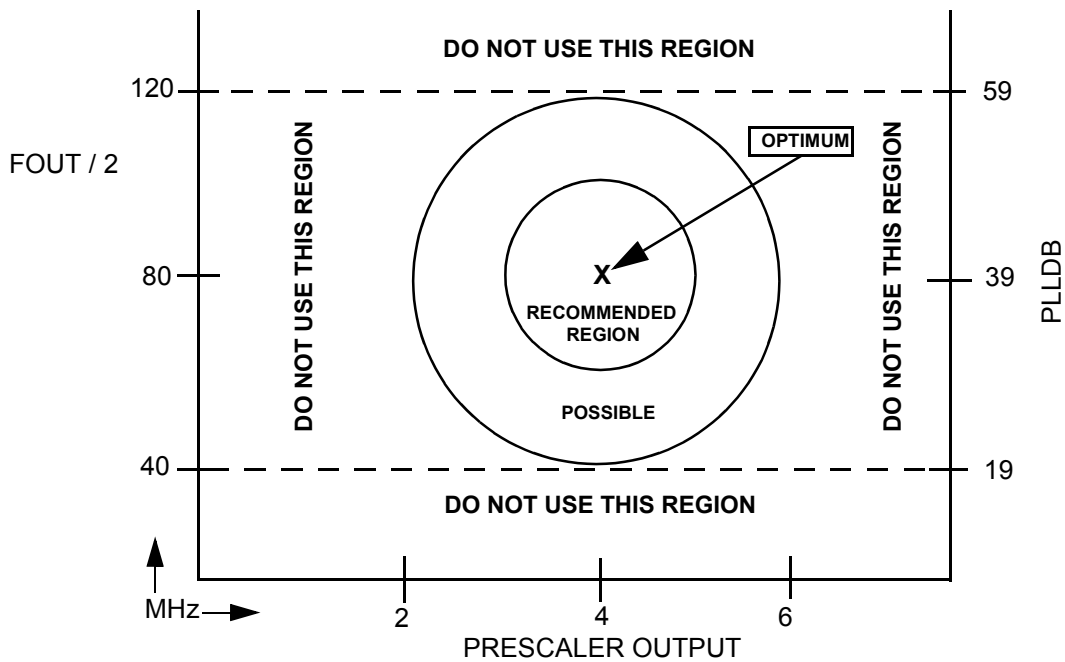 DO NOT USE THIS REGION
120
59
FOUT / 2
OPTIMUM
DO NOT USE THIS REGION
DO NOT USE THIS REGION
80
X
39
PLLDB
RECOMMENDED
REGION
POSSIBLE
40
19
DO NOT USE THIS REGION
MHz
2
4
6
PRESCALER OUTPUT